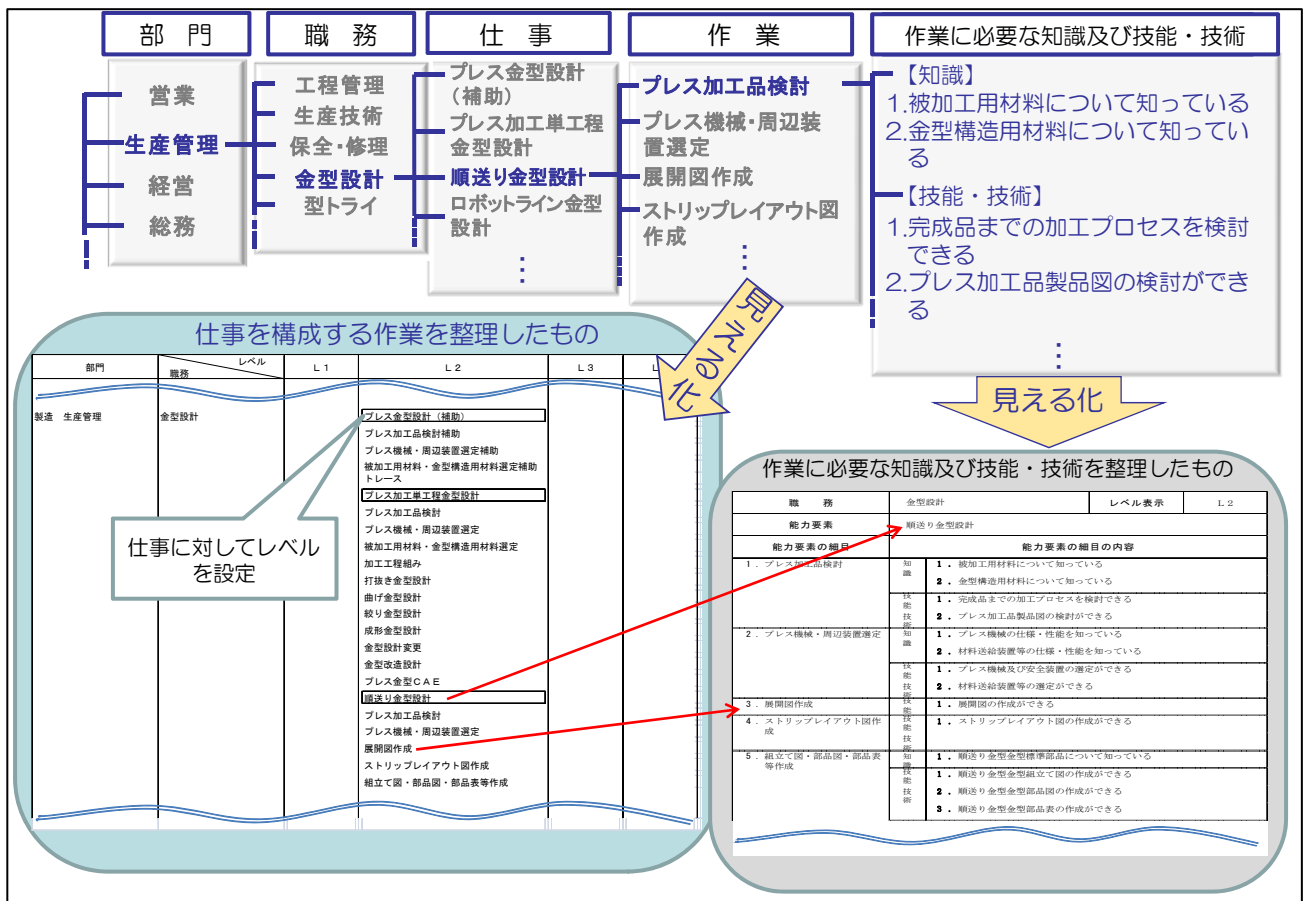 部　門
職　務
仕　事
作　業
作業に必要な知識及び技能・技術
営業
生産管理
経営
総務
工程管理
生産技術
保全・修理
金型設計
型トライ
プレス金型設計
（補助）
プレス加工単工程
金型設計
順送り金型設計
ロボットライン金型
設計
⋮
プレス加工品検討
プレス機械・周辺装
置選定
展開図作成
ストリップレイアウト図
作成
⋮
【知識】
1.被加工用材料について知っている
2.金型構造用材料について知ってい
る
【技能・技術】
1.完成品までの加工プロセスを検討
できる
2.プレス加工品製品図の検討ができ
る
⋮
見える化
見える化
仕事を構成する作業を整理したもの
部門
レベル
職務
Ｌ１
Ｌ２
Ｌ３
Ｌ
製造　生産管理
金型設計
プレス金型設計（補助）
プレス加工品検討補助
プレス機械・周辺装置選定補助
被加工用材料・金型構造用材料選定補助
トレース
プレス加工単工程金型設計
プレス加工品検討
プレス機械・周辺装置選定
被加工用材料・金型構造用材料選定
加工工程組み
打抜き金型設計
曲げ金型設計
絞り金型設計
成形金型設計
金型設計変更
金型改造設計
プレス金型ＣＡＥ
順送り金型設計
プレス加工品検討
プレス機械・周辺装置選定
展開図作成
ストリップレイアウト図作成
組立て図・部品図・部品表等作成
仕事に対してレベル
を設定
作業に必要な知識及び技能・技術を整理したもの
職　務
金型設計
レベル表示
Ｌ２
能力要素
順送り金型設計
能力要素の細目
能力要素の細目の内容
１．プレス加工品検討
知識
１．被加工用材料について知っている
２．金型構造用材料について知っている
技能技術
１．完成品までの加工プロセスを検討できる
２．プレス加工品製品図の検討ができる
２．プレス機械・周辺装置選定
知識
１．プレス機械の仕様・性能を知っている
２．材料送給装置等の仕様・性能を知っている
技能技術
１．プレス機械及び安全装置の選定ができる
２．材料送給装置等の選定ができる
３．展開図作成
技能
１．展開図の作成ができる
４．ストリップレイアウト図作
成
技能技術
１．ストリップレイアウト図の作成ができる
５．組立て図・部品図・部品表
等作成
知
１．順送り金型金型標準部品について知っている
技能技術
１．順送り金型金型組立て図の作成ができる
２．順送り金型金型部品図の作成ができる
３．順送り金型金型部品表の作成ができる